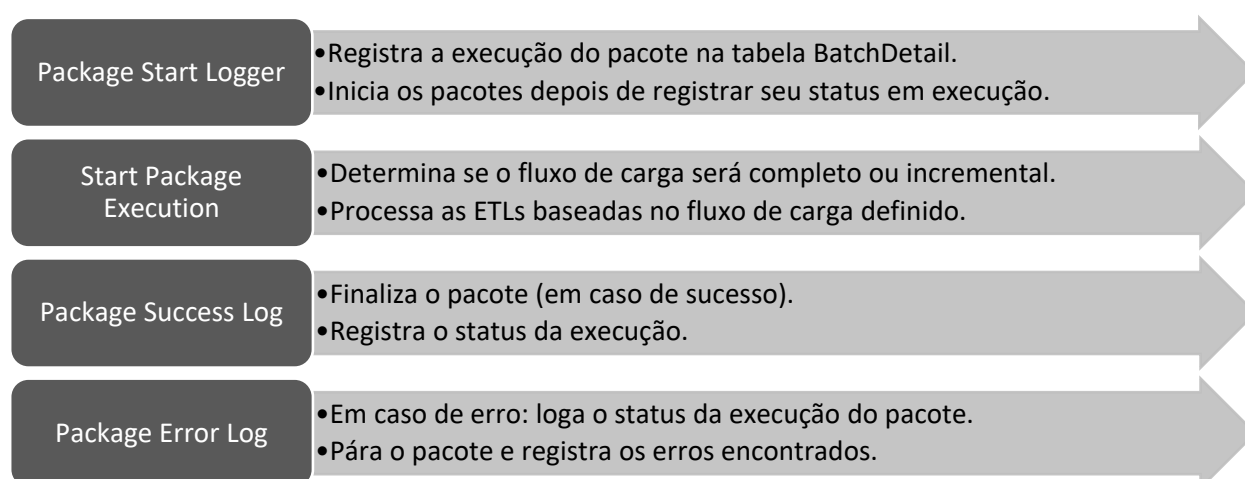 Package Start Logger
•Registra a execução do pacote na tabela BatchDetail.
•Inicia os pacotes depois de registrar seu status em execução.
Start Package
Execution
•Determina se o fluxo de carga será completo ou incremental.
•Processa as ETLs baseadas no fluxo de carga definido.
Package Success Log
•Finaliza o pacote (em caso de sucesso).
•Registra o status da execução.
Package Error Log
•Em caso de erro: loga o status da execução do pacote.
•Pára o pacote e registra os erros encontrados.